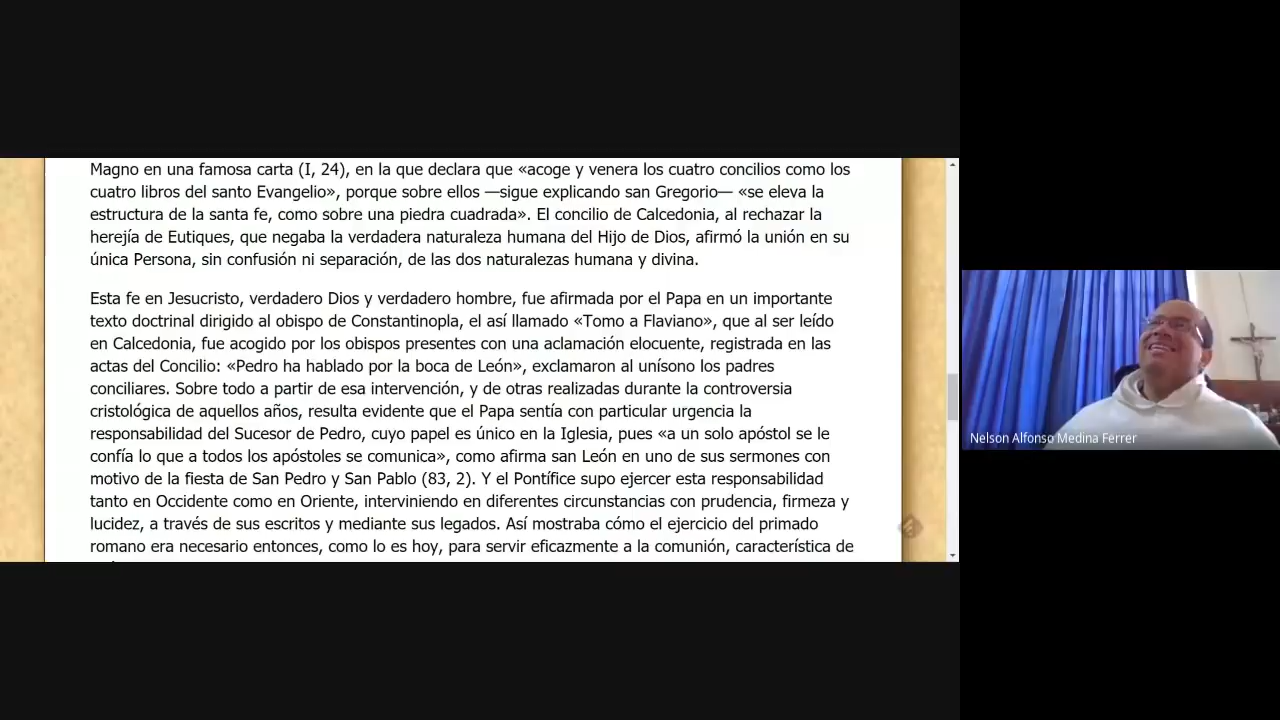 Magno en una famosa carta (I, 24), en la que declara que «acoge y venera los cuatro concilios como los
cuatro libros del santo Evangelio», porque sobre ellos —sigue explicando san Gregorio— «se eleva la
estructura de la santa fe, como sobre una piedra cuadrada». El concilio de Calcedonia, al rechazar la
herejía de Eutiques, que negaba la verdadera naturaleza humana del Hijo de Dios, afirmó la unión en su
única Persona, sin confusión ni separación, de las dos naturalezas humana y divina.
Esta fe en Jesucristo, verdadero Dios y verdadero hombre, fue afirmada por el Papa en un importante
texto doctrinal dirigido al obispo de Constantinopla, el así llamado «Tomo a Flaviano», que al ser leído
en Calcedonia, fue acogido por los obispos presentes con una aclamación elocuente, registrada en las
actas del Concilio: «Pedro ha hablado por la boca de León», exclamaron al unísono los padres
conciliares. Sobre todo a partir de esa intervención, y de otras realizadas durante la controversia
cristológica de aquellos años, resulta evidente que el Papa sentía con particular urgencia la
responsabilidad del Sucesor de Pedro, cuyo papel es único en la Iglesia, pues «a un solo apóstol se le
confía lo que a todos los apóstoles se comunica», como afirma san León en uno de sus sermones con
motivo de la fiesta de San Pedro y San Pablo (83, 2). Y el Pontífice supo ejercer esta responsabilidad
tanto en Occidente como en Oriente, interviniendo en diferentes circunstancias con prudencia, firmeza y
lucidez, a través de sus escritos y mediante sus legados. Así mostraba cómo el ejercicio del primado
romano era necesario entonces, como lo es hoy, para servir eficazmente a la comunión, característica de
Nelson Alfonso Medina Ferrer